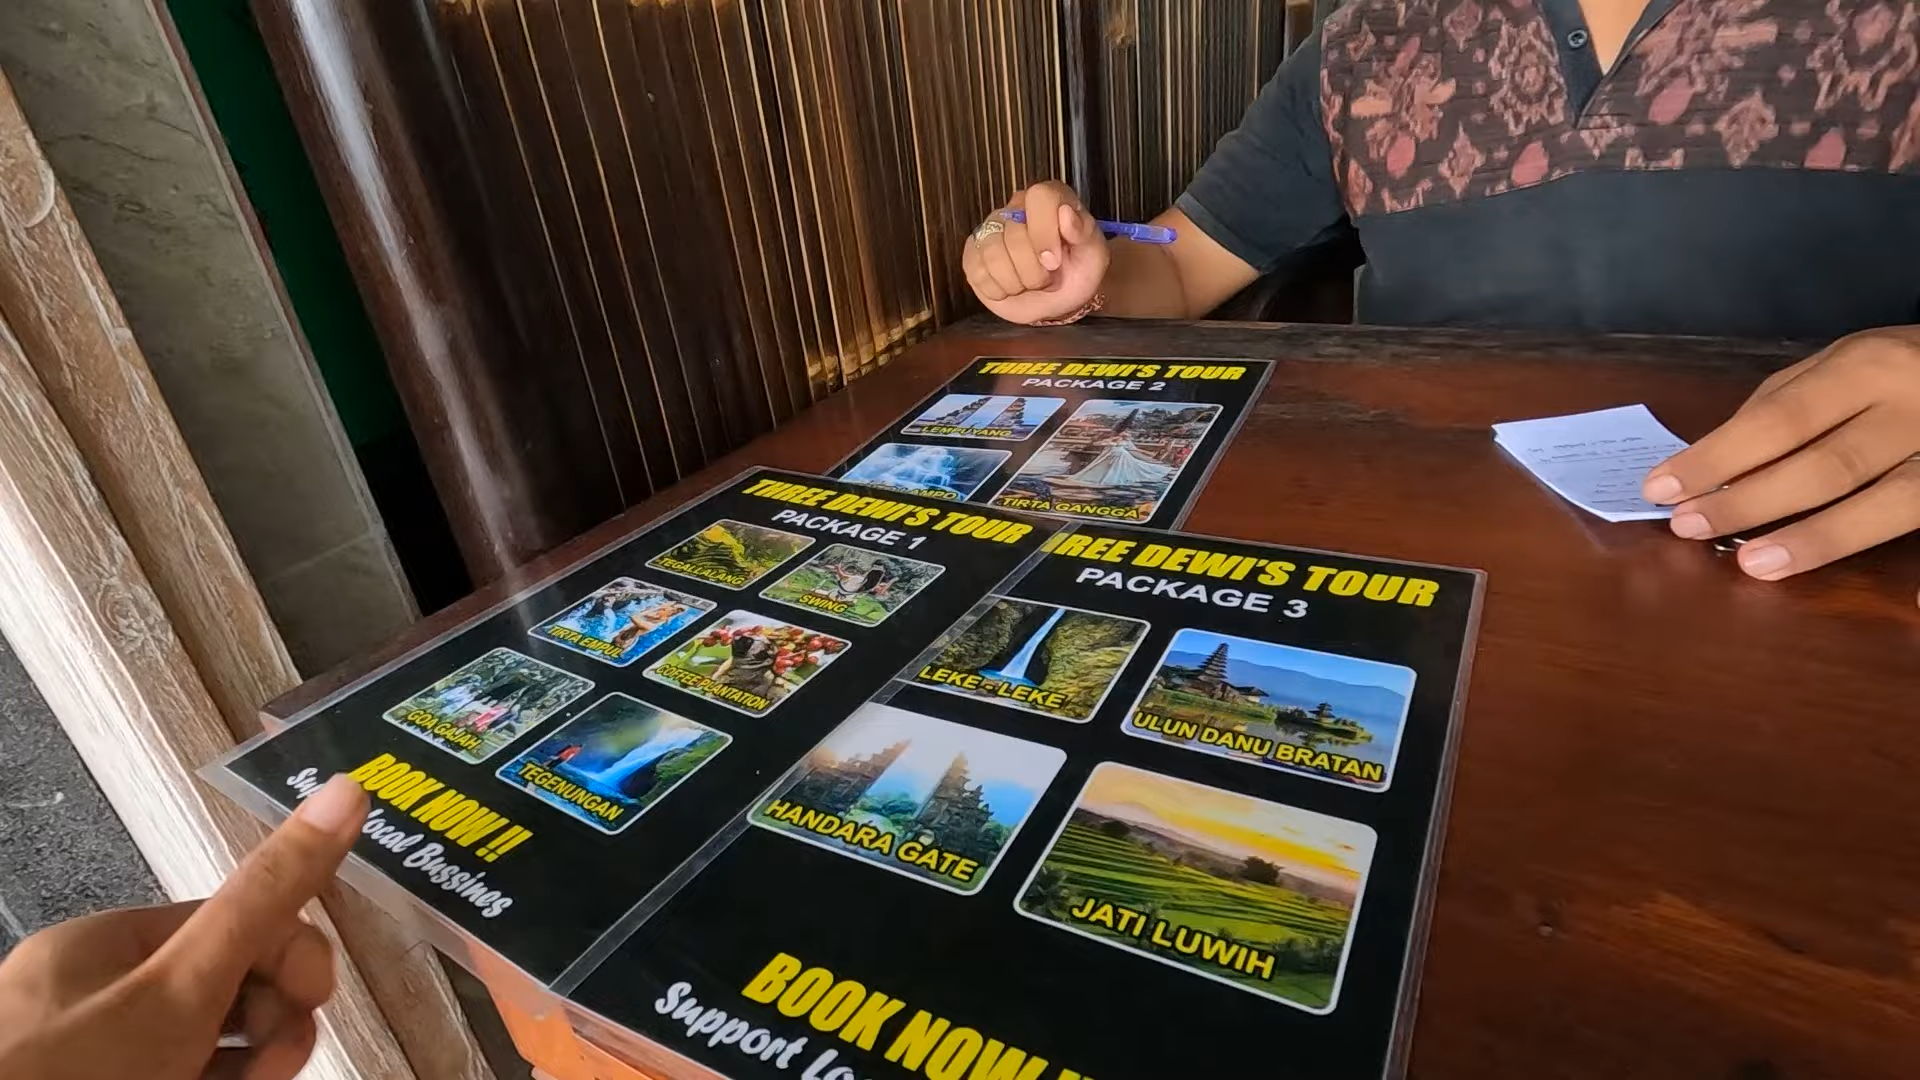 THREE DEWI'S TOUR
PACKAGE 2
LEMPUYANG
TIRTA GANGGA
THREE DEWI'S TOUR
PACKAGE 1
TEGALLALANG
SWING
TIRTA EMPUL
COFFEE PLANTATION
GOA GAJAH
TEGENUNGAN
BOOK NOW !!
Local Bussines
DEWI'S TOUR
PACKAGE 3
LEKE - LEKE
ULUN DANU BRATAN
HANDARA GATE
JATI LUWIH
BOOK NOW
Support